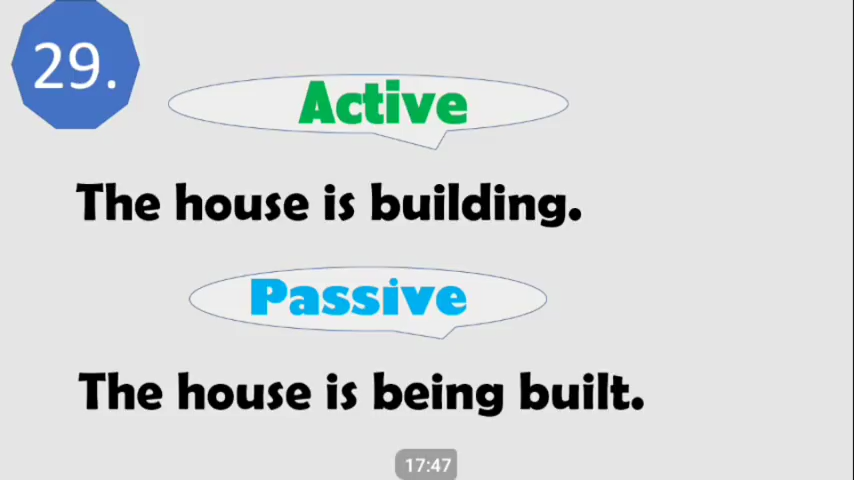 29.
Active
The house is building.
Passive
The house is being built.
17:47